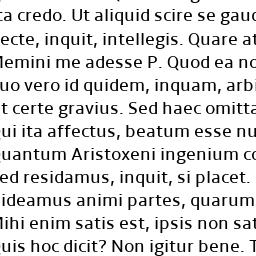 ta credo. Ut aliquid scire se gaud
ecte, inquit, intellegis. Quare at
Memini me adesse P. Quod ea no
uo vero id quidem, inquam, arbi
t certe gravius. Sed haec omitta
ui ita affectus, beatum esse nu
Quantum Aristoxeni ingenium co
ed residamus, inquit, si placet.
ideamus animi partes, quarum
Mihi enim satis est, ipsis non sat
uis hoc dicit? Non igitur bene. T